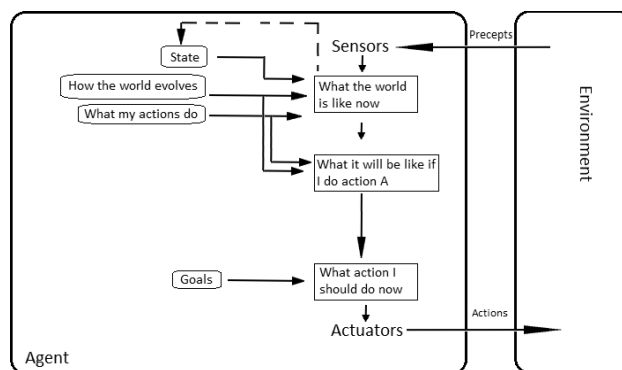 Precepts
Sensors
State
How the world evolves
What the world
is like now
What my actions do
What it will be like if
I do action A
Environment
Goals
What action I
should do now
Actions
Actuators
Agent